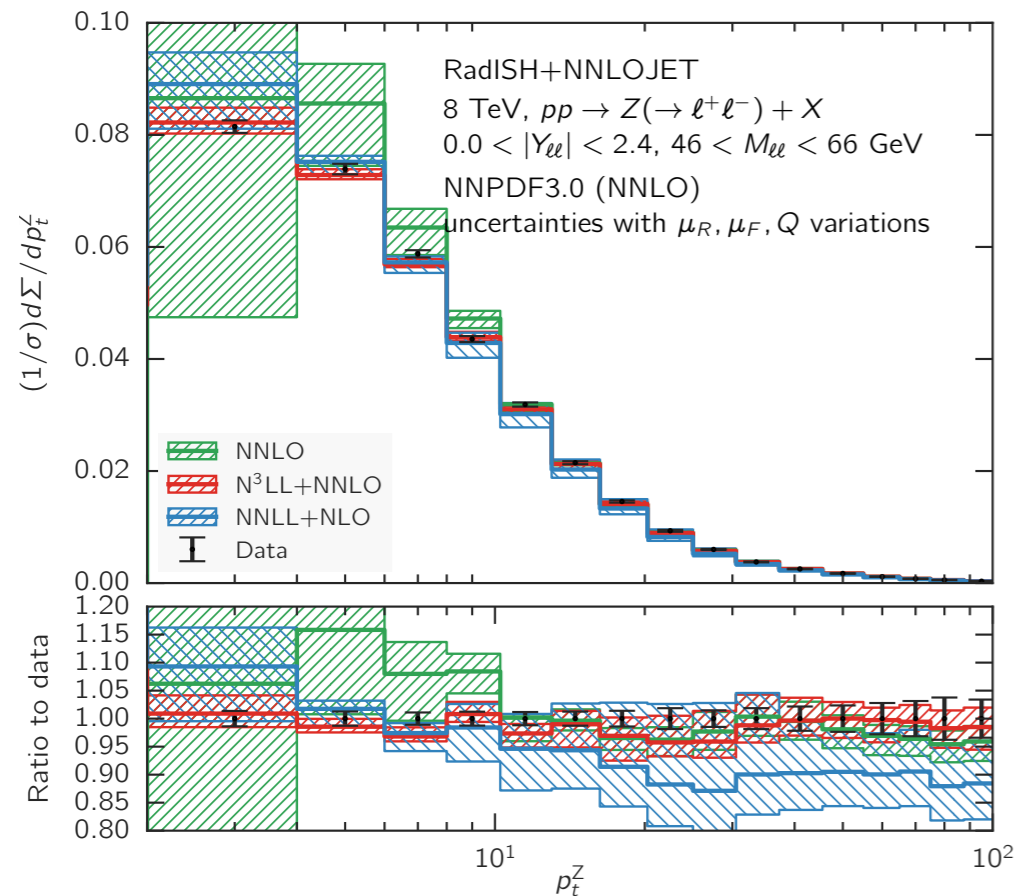 0.10
0.08
0.06
0.04
0.02
0.00
(1/σ)dΣ/dp_t^Z
RadISH+NNLOJET
8 TeV, pp → Z(→ ℓ⁺ℓ⁻) + X
0.0 < |Y_ℓℓ| < 2.4, 46 < M_ℓℓ < 66 GeV
NNPDF3.0 (NNLO)
uncertainties with μ_R, μ_F, Q variations
NNLO
N³LL+NNLO
NNLL+NLO
Data
1.20
1.15
1.10
1.05
1.00
0.95
0.90
0.85
0.80
Ratio to data
10¹
10²
p_t^Z